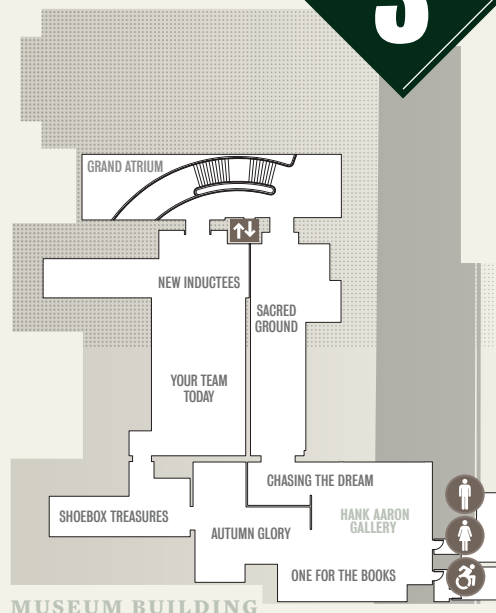 3
GRAND ATRIUM
NEW INDUCTEES
SACRED
GROUND
YOUR TEAM
TODAY
CHASING THE DREAM
SHOEBOX TREASURES
HANK AARON
GALLERY
AUTUMN GLORY
ONE FOR THE BOOKS
MUSEUM BUILDING